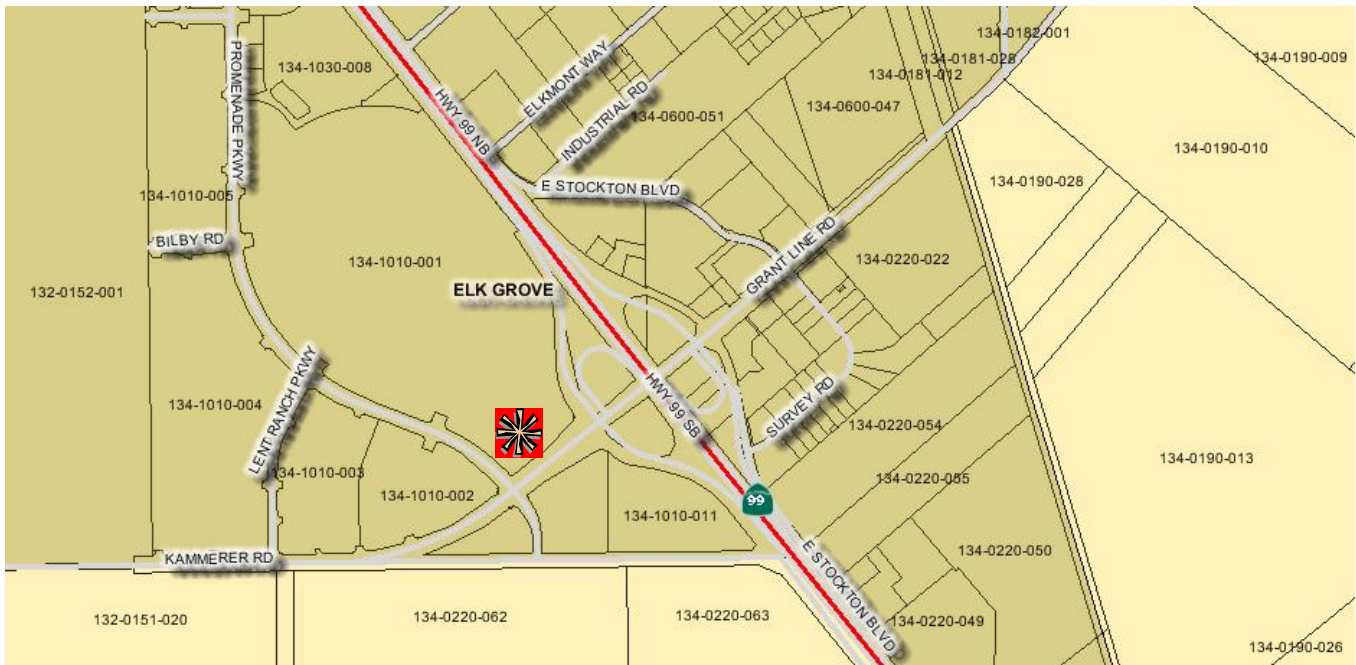 134-0182-001
134-0181-028
134-0190-009
134-1030-008
PROMENADE PKWY
HWY 99 NB
ELKMONT WAY
INDUSTRIAL RD
134-0181-012
134-0600-047
134-0600-051
134-0190-010
134-0190-028
134-1010-005
E STOCKTON BLVD
BILBY RD
GRANT LINE RD
134-1010-001
134-0220-022
132-0152-001
ELK GROVE
LENT RANCH PKWY
HWY 99 SB
SURVEY RD
134-1010-004
134-0220-054
134-0190-013
134-1010-003
134-1010-002
134-0220-055
99
134-1010-011
134-0220-050
KAMMERER RD
E STOCKTON BLVD
132-0151-020
134-0220-062
134-0220-063
134-0220-049
134-0190-026